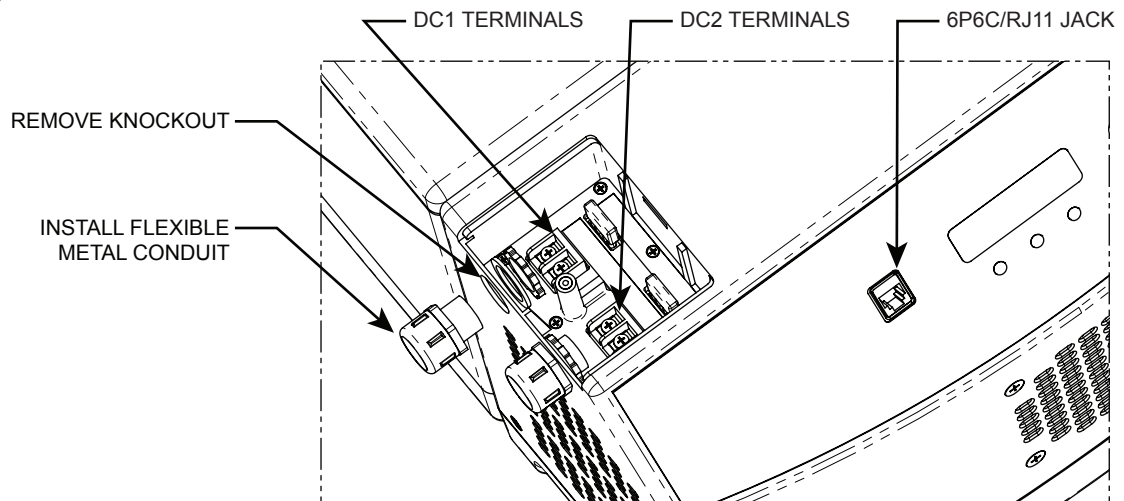 DC1 TERMINALS
DC2 TERMINALS
6P6C/RJ11 JACK
REMOVE KNOCKOUT
INSTALL FLEXIBLE
METAL CONDUIT